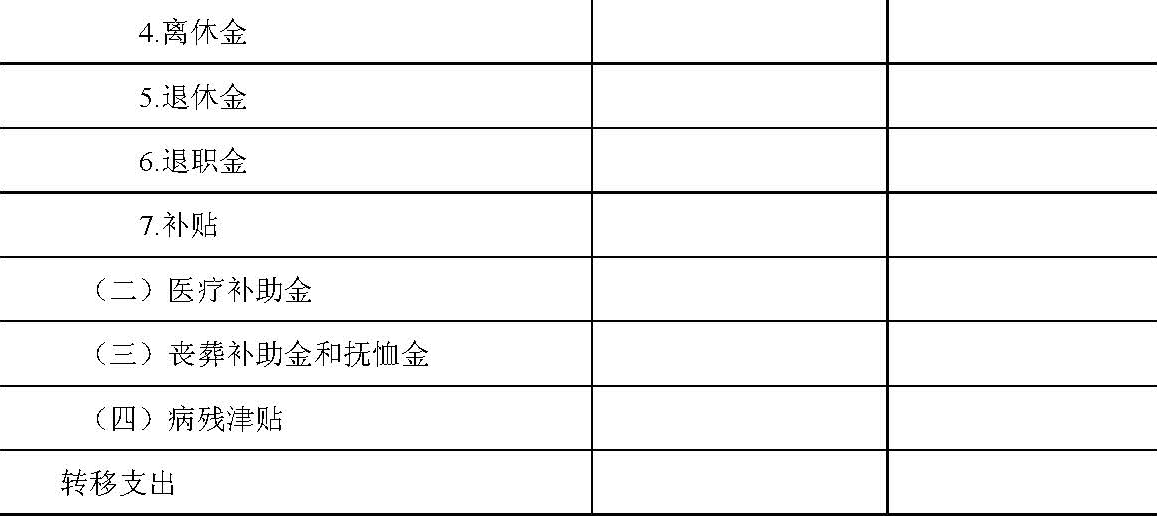 4.离休金
5.退休金
6.退职金
7.补贴
（二）医疗补助金
（三）丧葬补助金和抚恤金
（四）病残津贴
转移支出